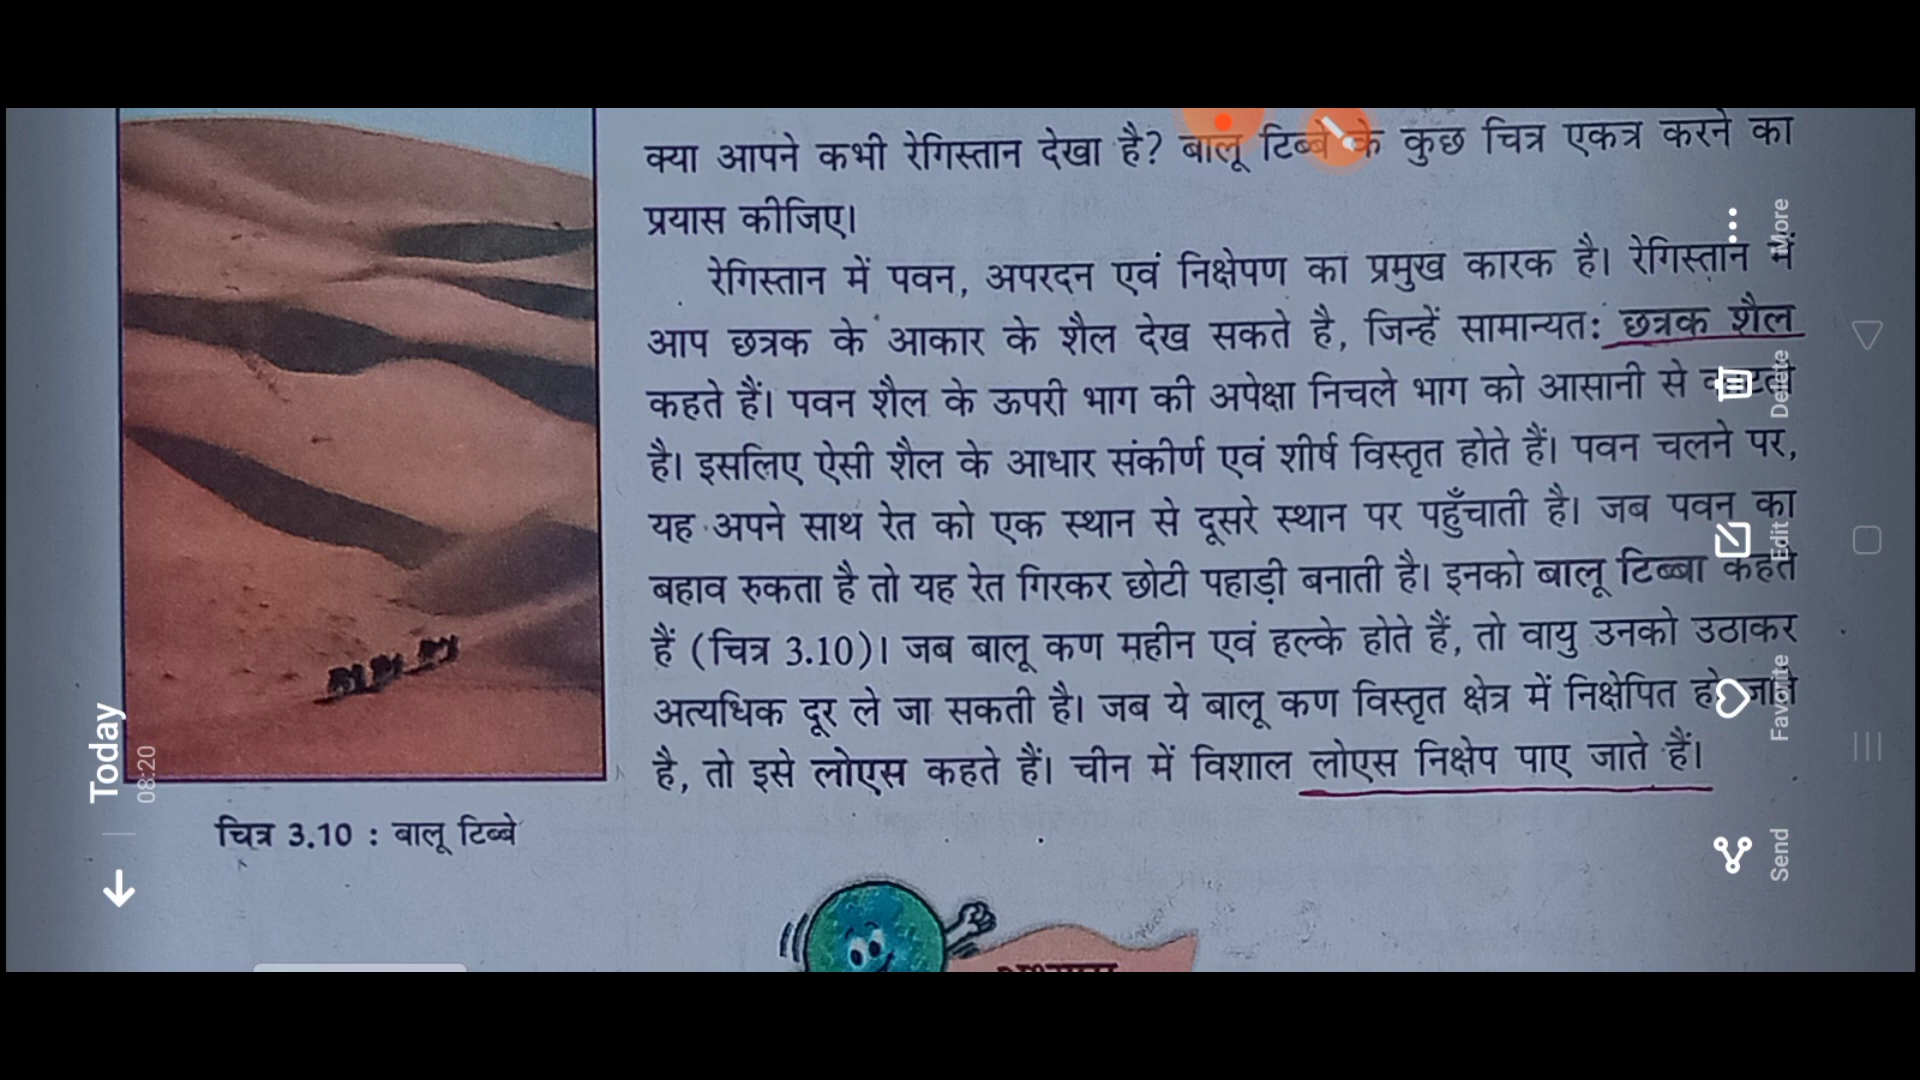 क्या आपने कभी रेगिस्तान देखा है? बालू टिब्बे के कुछ चित्र एकत्र करने का
प्रयास कीजिए।
रेगिस्तान में पवन, अपरदन एवं निक्षेपण का प्रमुख कारक है। रेगिस्तान में
आप छत्रक के आकार के शैल देख सकते है, जिन्हें सामान्यत: छत्रक शैल
कहते हैं। पवन शैल के ऊपरी भाग की अपेक्षा निचले भाग को आसानी से
है। इसलिए ऐसी शैल के आधार संकीर्ण एवं शीर्ष विस्तृत होते हैं। पवन चलने पर,
यह अपने साथ रेत को एक स्थान से दूसरे स्थान पर पहुँचाती है। जब पवन का
बहाव रुकता है तो यह रेत गिरकर छोटी पहाड़ी बनाती है। इनको बालू टिब्बा कहते
हैं (चित्र 3.10)। जब बालू कण महीन एवं हल्के होते हैं, तो वायु उनको उठाकर
अत्यधिक दूर ले जा सकती है। जब ये बालू कण विस्तृत क्षेत्र में निक्षेपित हो जाते
है, तो इसे लोएस कहते हैं। चीन में विशाल लोएस निक्षेप पाए जाते हैं।
चित्र 3.10 : बालू टिब्बे
Today
08:20
More
Delete
Edit
Favorite
Send